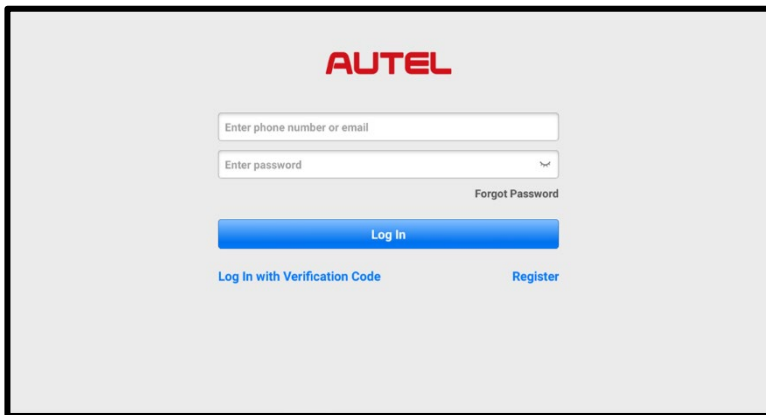 AUTEL
Enter phone number or email
Enter password
Forgot Password
Log In
Log In with Verification Code Register